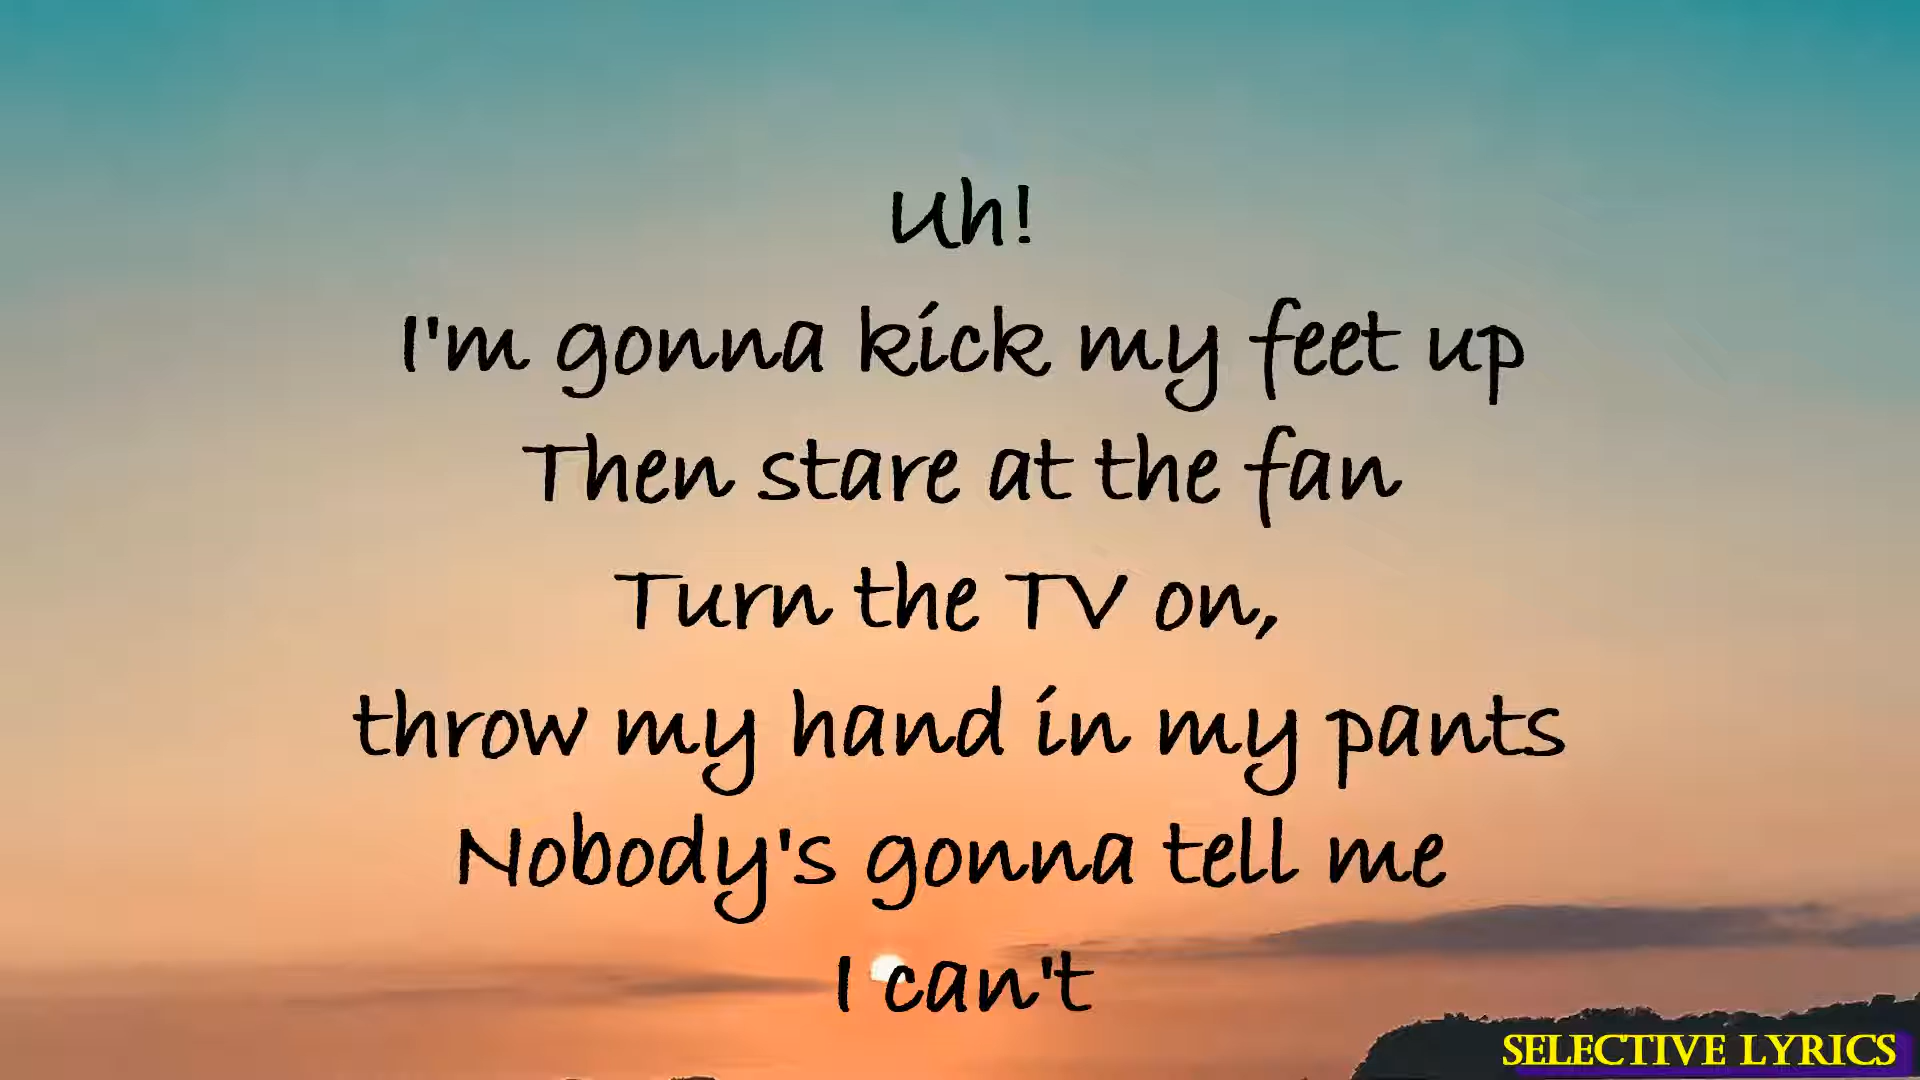 Uh!
I'm gonna kick my feet up
Then stare at the fan
Turn the TV on,
throw my hand in my pants
Nobody's gonna tell me
I can't
SELECTIVE LYRICS